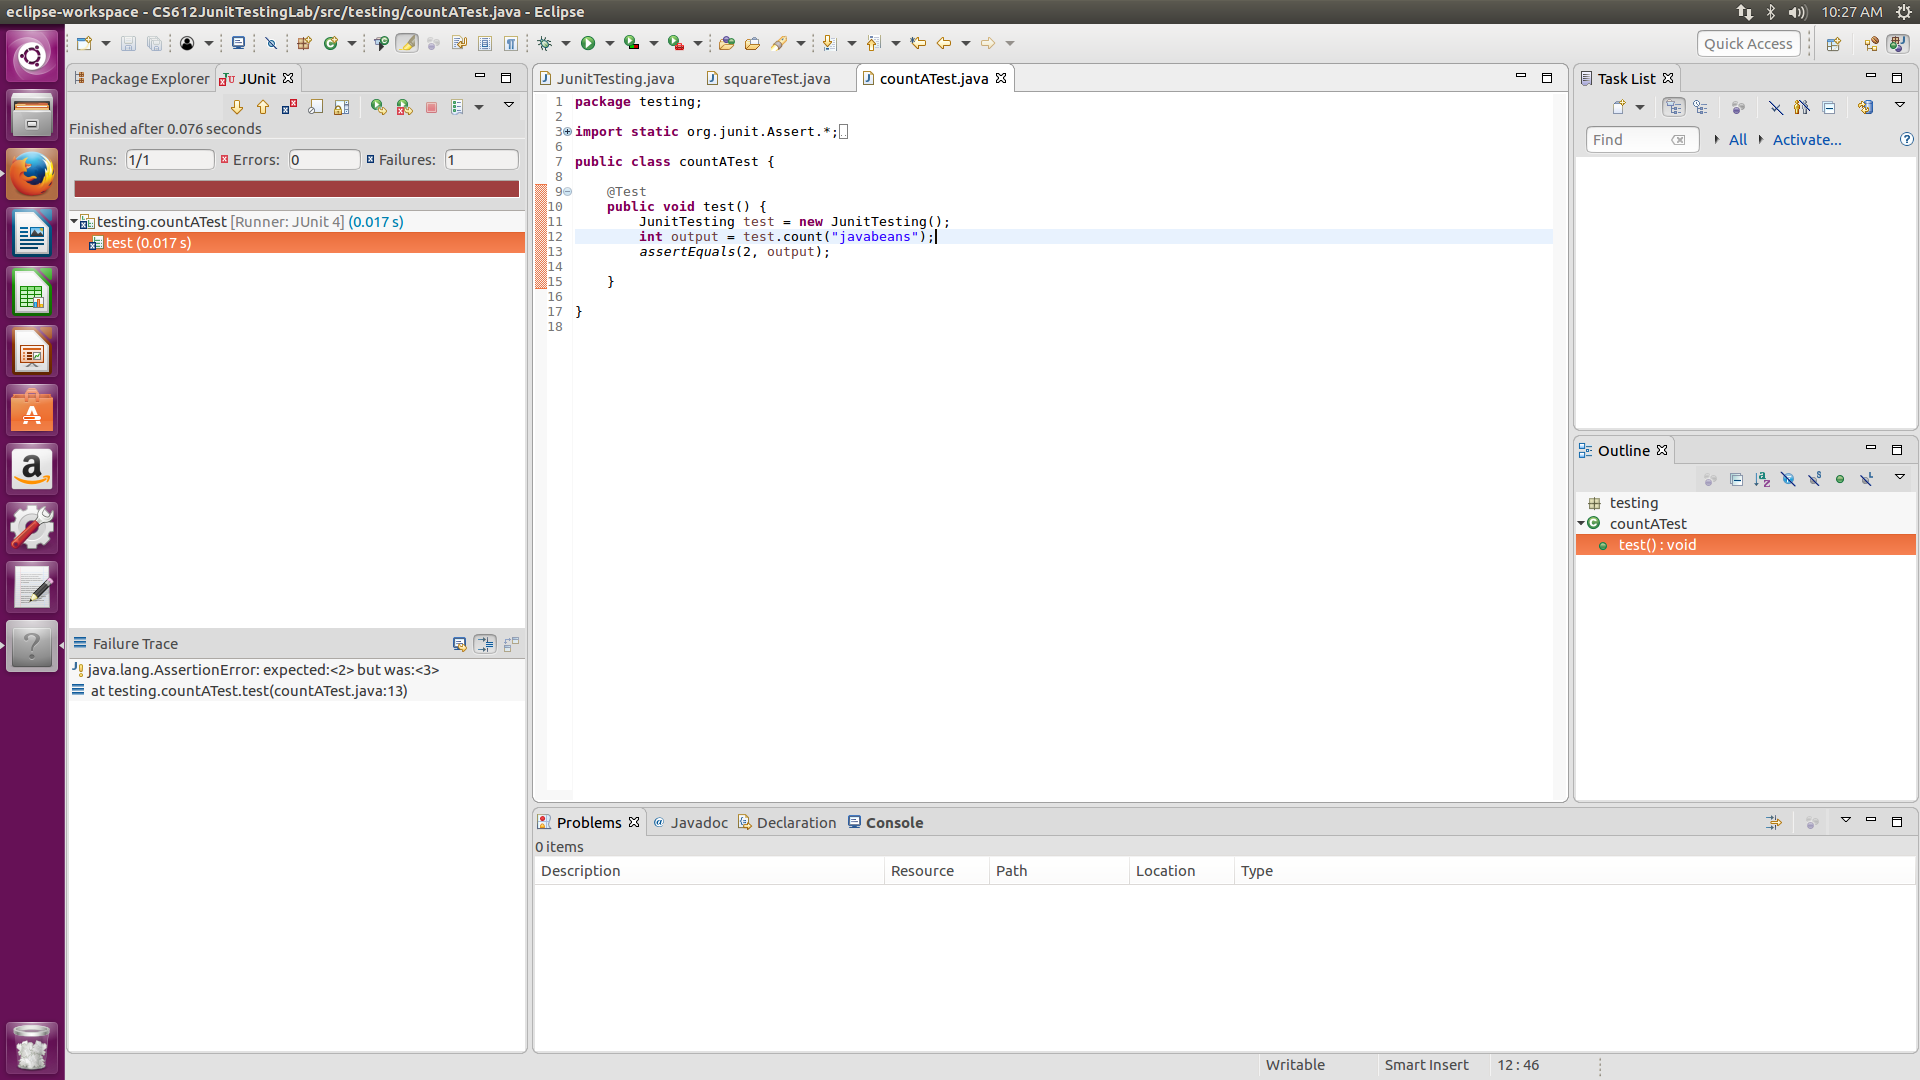 eclipse-workspace - CS612JunitTestingLab/src/testing/countATest.java - Eclipse
10:27 AM
Quick Access
Package Explorer
JUnit
Finished after 0.076 seconds
Runs: 1/1
Errors: 0
Failures: 1
testing.countATest [Runner: JUnit 4] (0.017 s)
test (0.017 s)
Failure Trace
java.lang.AssertionError: expected:<2> but was:<3>
at testing.countATest.test(countATest.java:13)
JunitTesting.java
squareTest.java
countATest.java
1 package testing;
2
3 import static org.junit.Assert.*;
6
7 public class countATest {
8
9 @Test
10 public void test() {
11 JunitTesting test = new JunitTesting();
12 int output = test.count("javabeans");
13 assertEquals(2, output);
14
15 }
16
17 }
18
Task List
Find
All
Activate...
Outline
testing
countATest
test() : void
Problems
@ Javadoc
Declaration
Console
0 items
Description Resource Path Location Type
Writable
Smart Insert
12 : 46